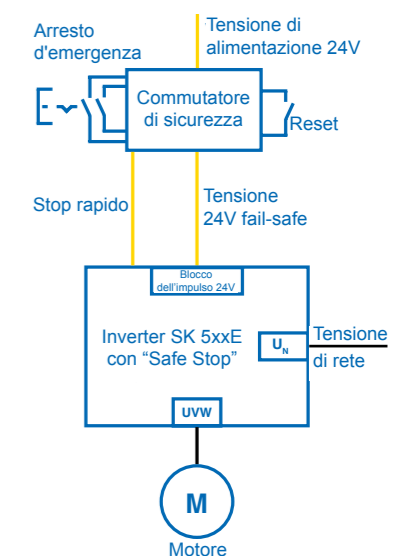 Arresto
d'emergenza
Tensione di
alimentazione 24V
Commutatore
di sicurezza
Reset
Stop rapido
Tensione
24V fail-safe
Blocco
dell'impulso 24V
Inverter SK 5xxE
con “Safe Stop”
UN
Tensione
di rete
UVW
M
Motore